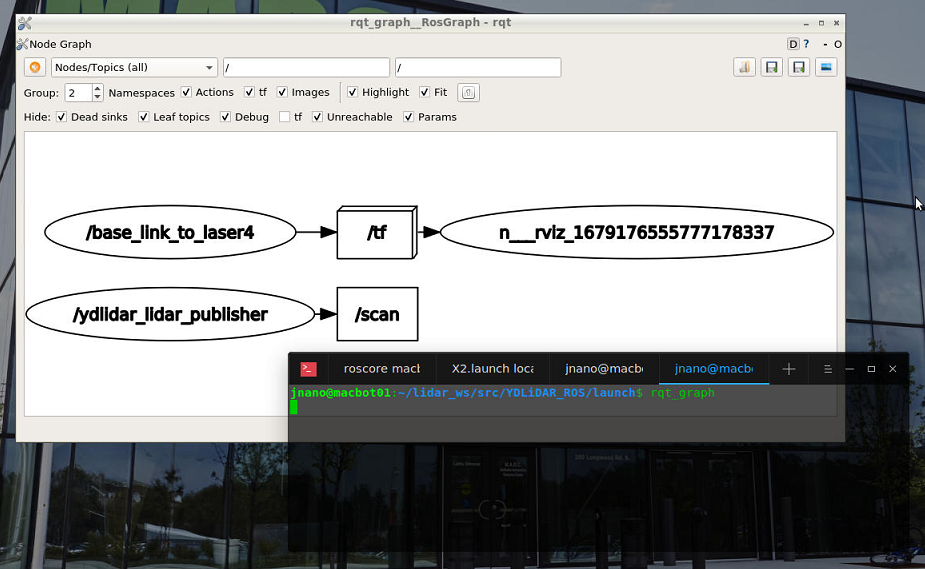 rqt_graph__RosGraph - rqt
Node Graph
D ? - O
Nodes/Topics (all) / /
Group: 2 Namespaces Actions tf Images Highlight Fit
Hide: Dead sinks Leaf topics Debug tf Unreachable Params
/base_link_to_laser4 /tf n___rviz_1679176555777178337
/ydlidar_lidar_publisher /scan
roscore macl X2.launch loca jnano@macb jnano@macb
jnano@macbot01:~/lidar_ws/src/YDLiDAR_ROS/launch$ rqt_graph